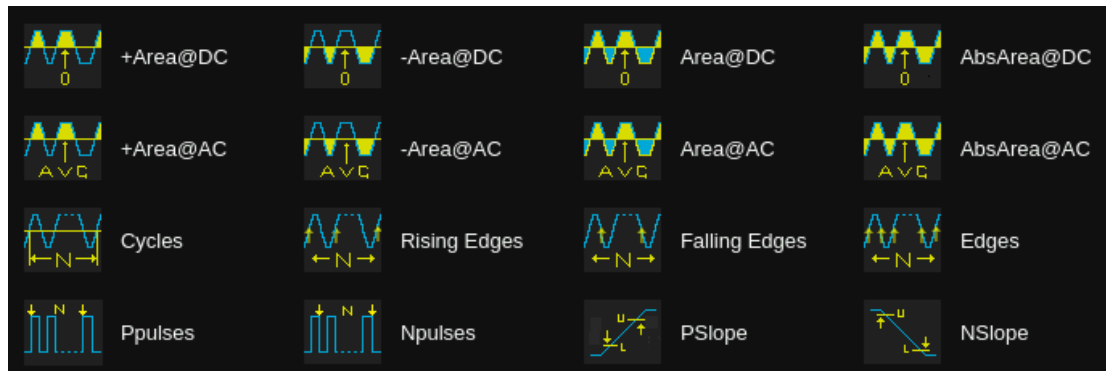 +Area@DC -Area@DC Area@DC AbsArea@DC
0 0 0 0
+Area@AC -Area@AC Area@AC AbsArea@AC
AVG AVG AVG AVG
Cycles Rising Edges Falling Edges Edges
N N N N
N N U U
Ppulses Npulses PSlope NSlope
L L